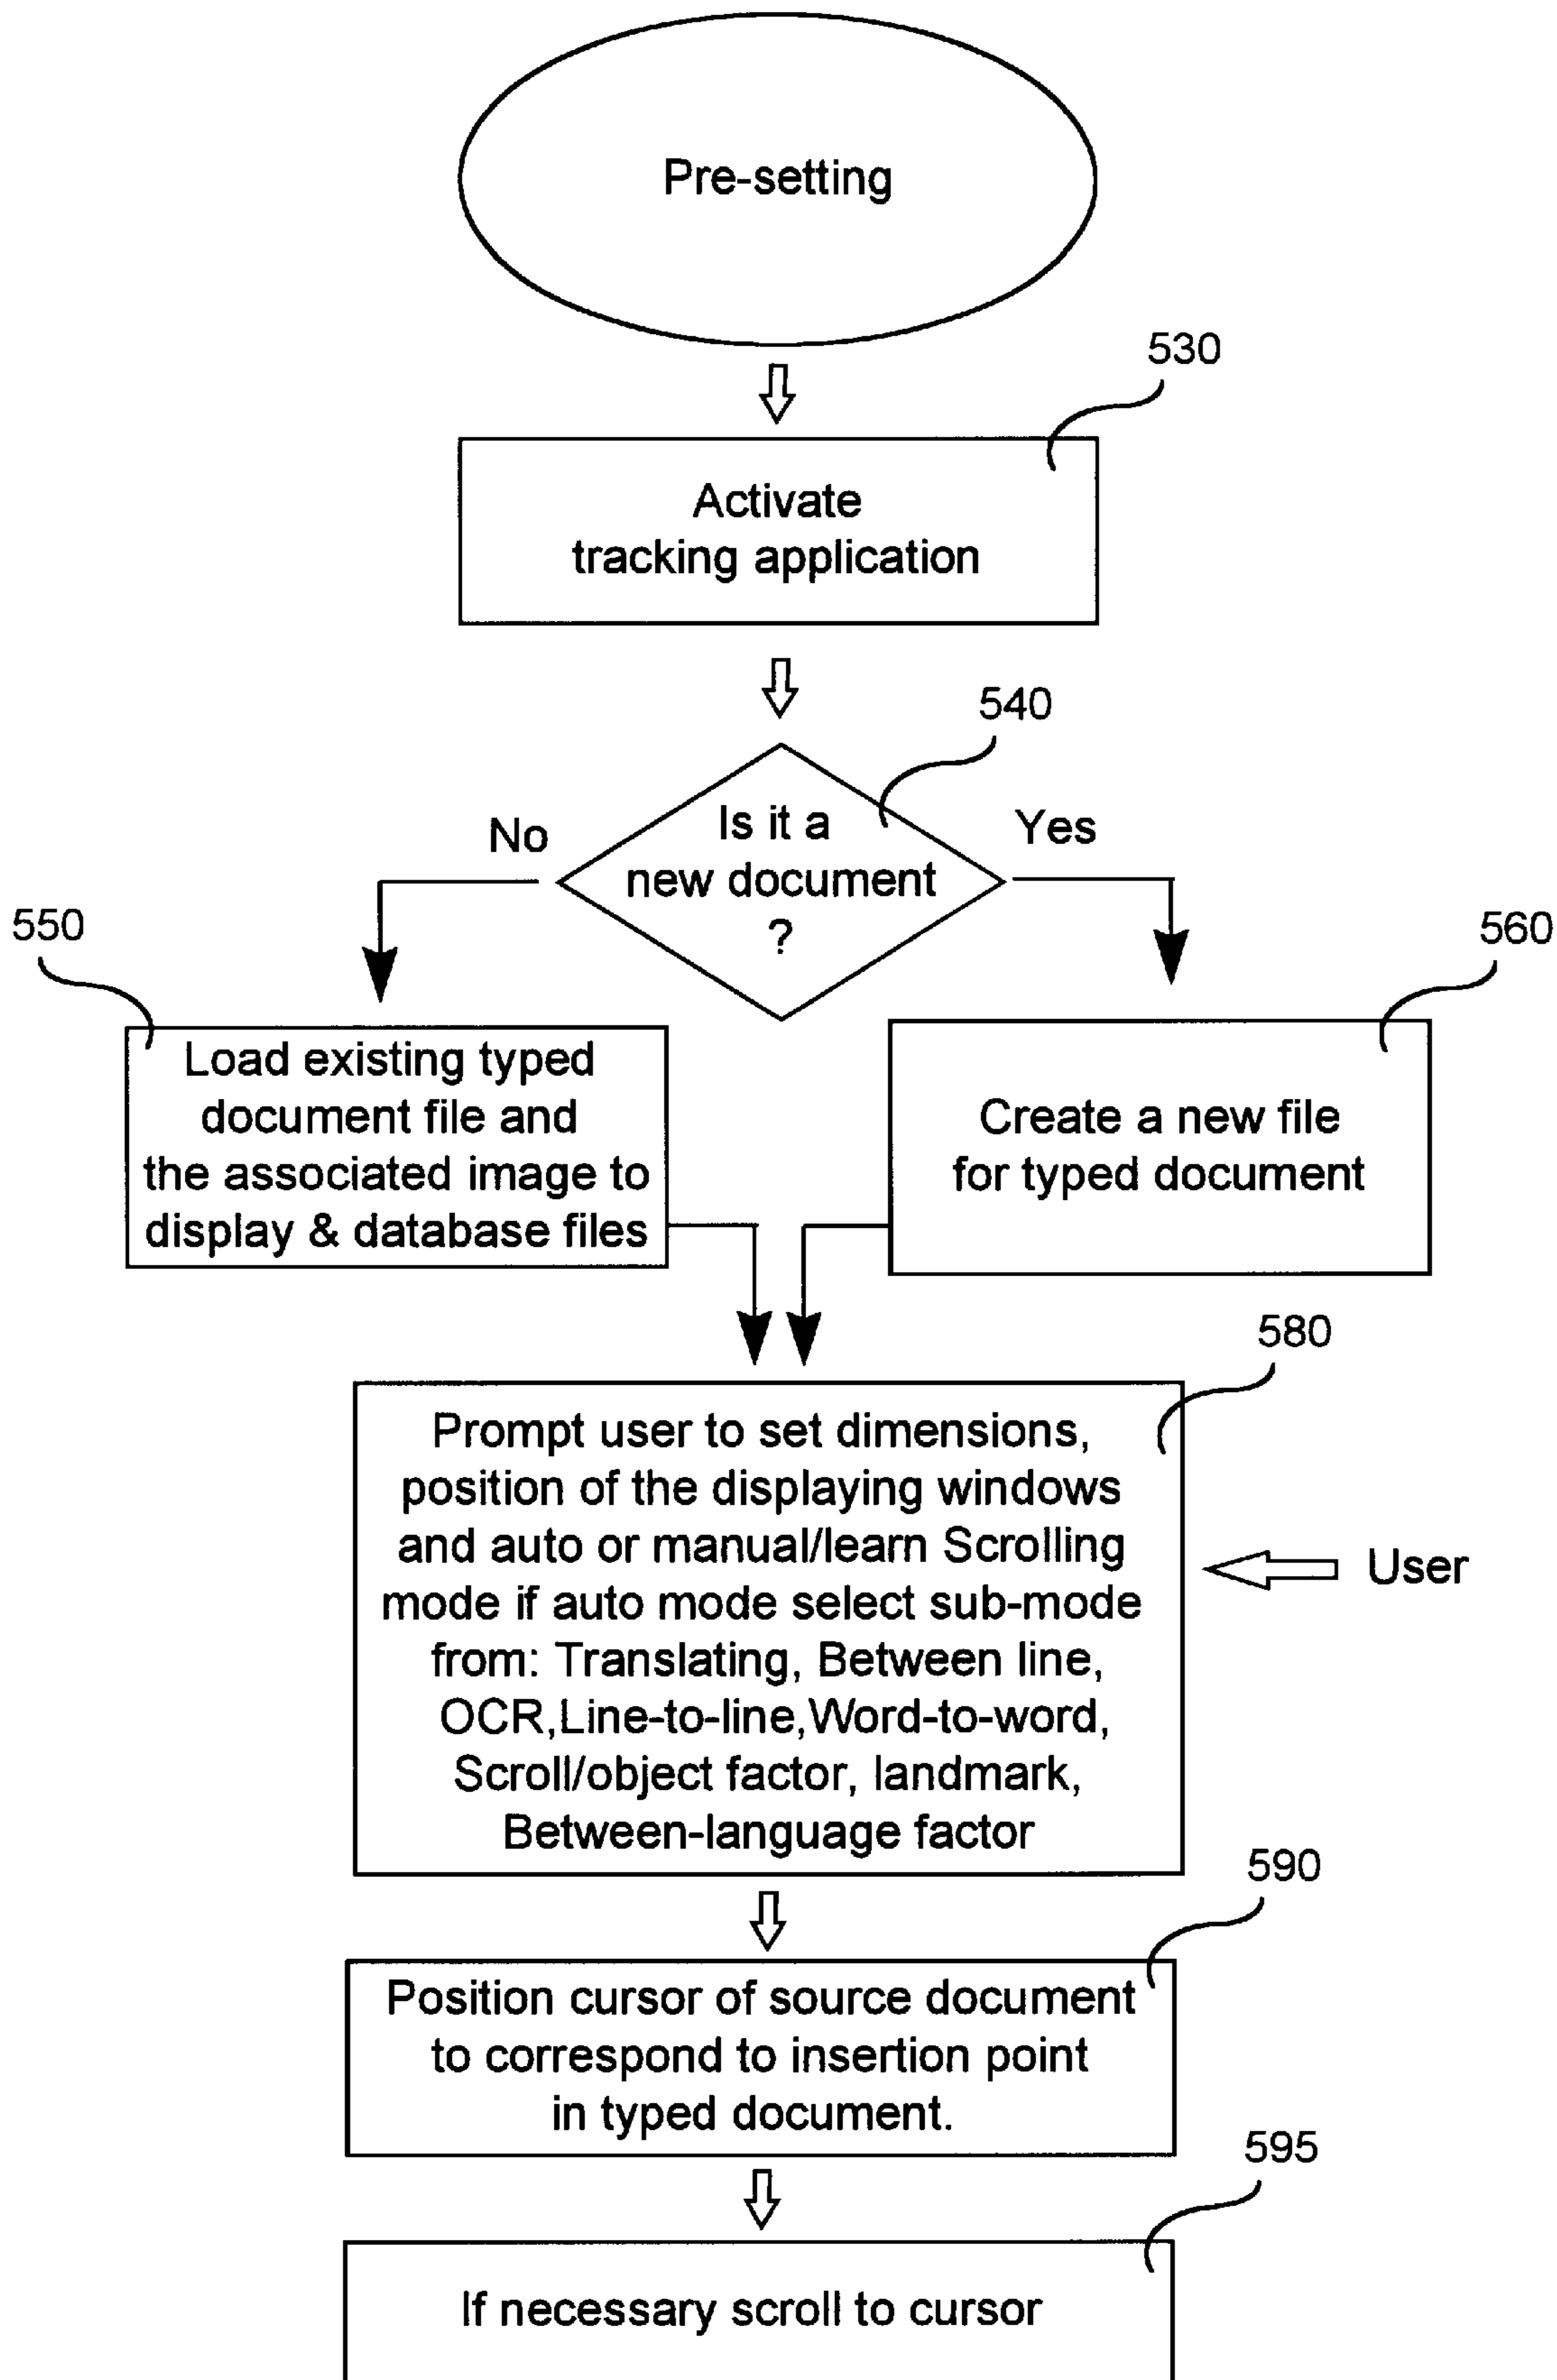 Pre-setting
530
Activate
tracking application
540
No
Is it a
Yes
new document
?
550
560
Load existing typed
document file and
the associated image to
display & database files
Create a new file
for typed document
580
Prompt user to set dimensions,
position of the displaying windows
and auto or manual/learn Scrolling
mode if auto mode select sub-mode
from: Translating, Between line,
OCR,Line-to-line,Word-to-word,
Scroll/object factor, landmark,
Between-language factor
User
590
Position cursor of source document
to correspond to insertion point
in typed document.
595
If necessary scroll to cursor